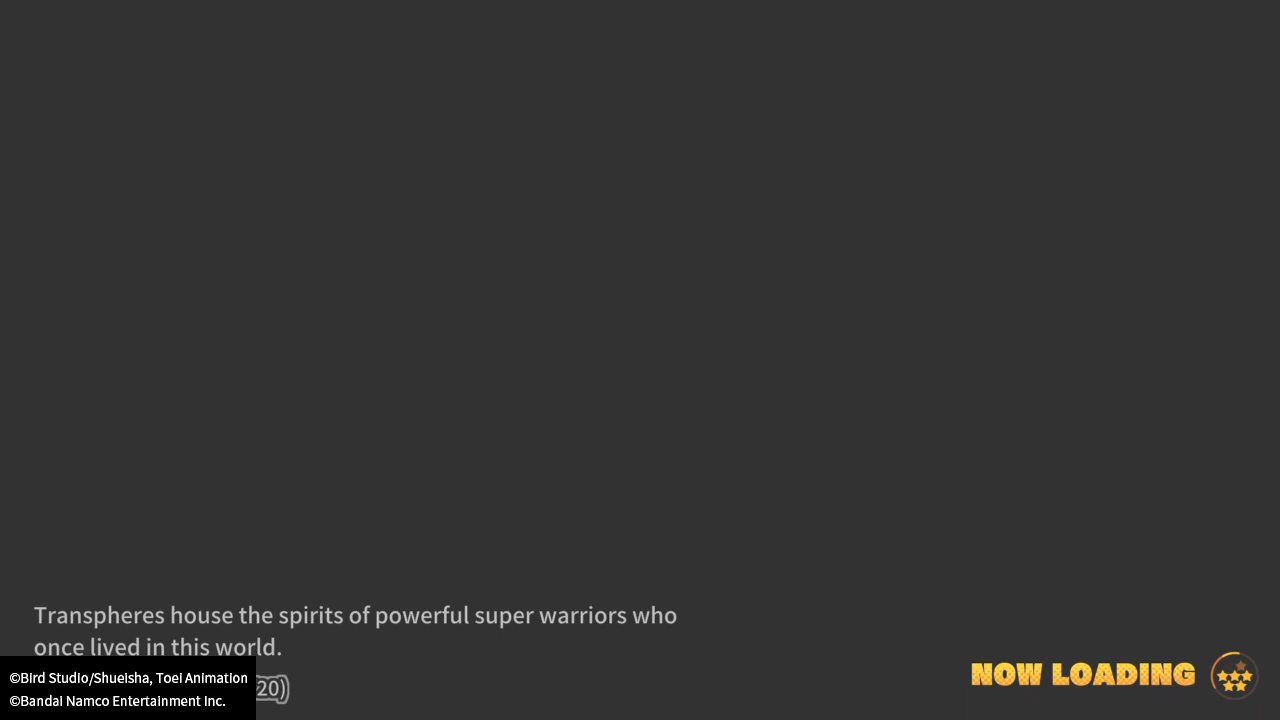 Transpheres house the spirits of powerful super warriors who
once lived in this world.
NOW LOADING
©Bird Studio/Shueisha, Toei Animation
20)
©Bandai Namco Entertainment Inc.